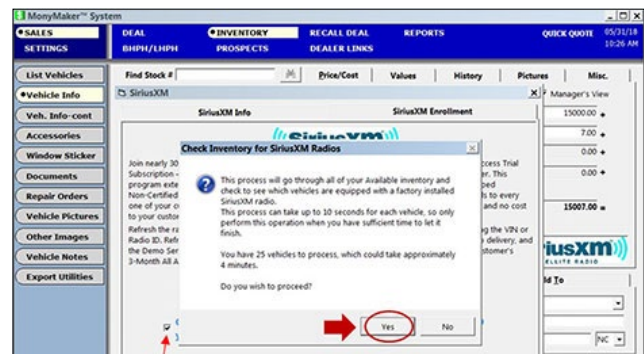 MonyMaker™ System
SALES
DEAL
INVENTORY
RECALL DEAL
REPORTS
QUICK QUOTE
05/31/18
SETTINGS
BHPH/LHPH
PROSPECTS
DEALER LINKS
10:26 AM
List Vehicles
Find Stock #
Price/Cost
Values
History
Pictures
Misc.
Vehicle Info
SiriusXM
Manager's View
Veh. Info-cont
SiriusXM Info
SiriusXM Enrollment
15000.00
Accessories
7.00
Window Sticker
Check Inventory for SiriusXM Radios
0.00
Documents
Join nearly 30
Subscription -
program exte
Non-Certified
one of your cu
to your custor
This process will go through all of your Available inventory and
check to see which vehicles are equipped with a factory installed
SiriusXM radio.
This process can take up to 10 seconds for each vehicle, so only
perform this operation when you have sufficient time to let it
finish.
You have 25 vehicles to process, which could take approximately
4 minutes.
Do you wish to proceed?
Yes
No
ccess Trial
er. This
ped
s to every
and no cost
0.00
15007.00 =
Repair Orders
Vehicle Pictures
Other Images
Vehicle Notes
Export Utilities
Refresh the ra
Radio ID. Refr
the Demo Ser
3-Month All A
ng the VIN or
delivery, and
stomer's
iusxm
ELLITE RADIO
ld To
NC